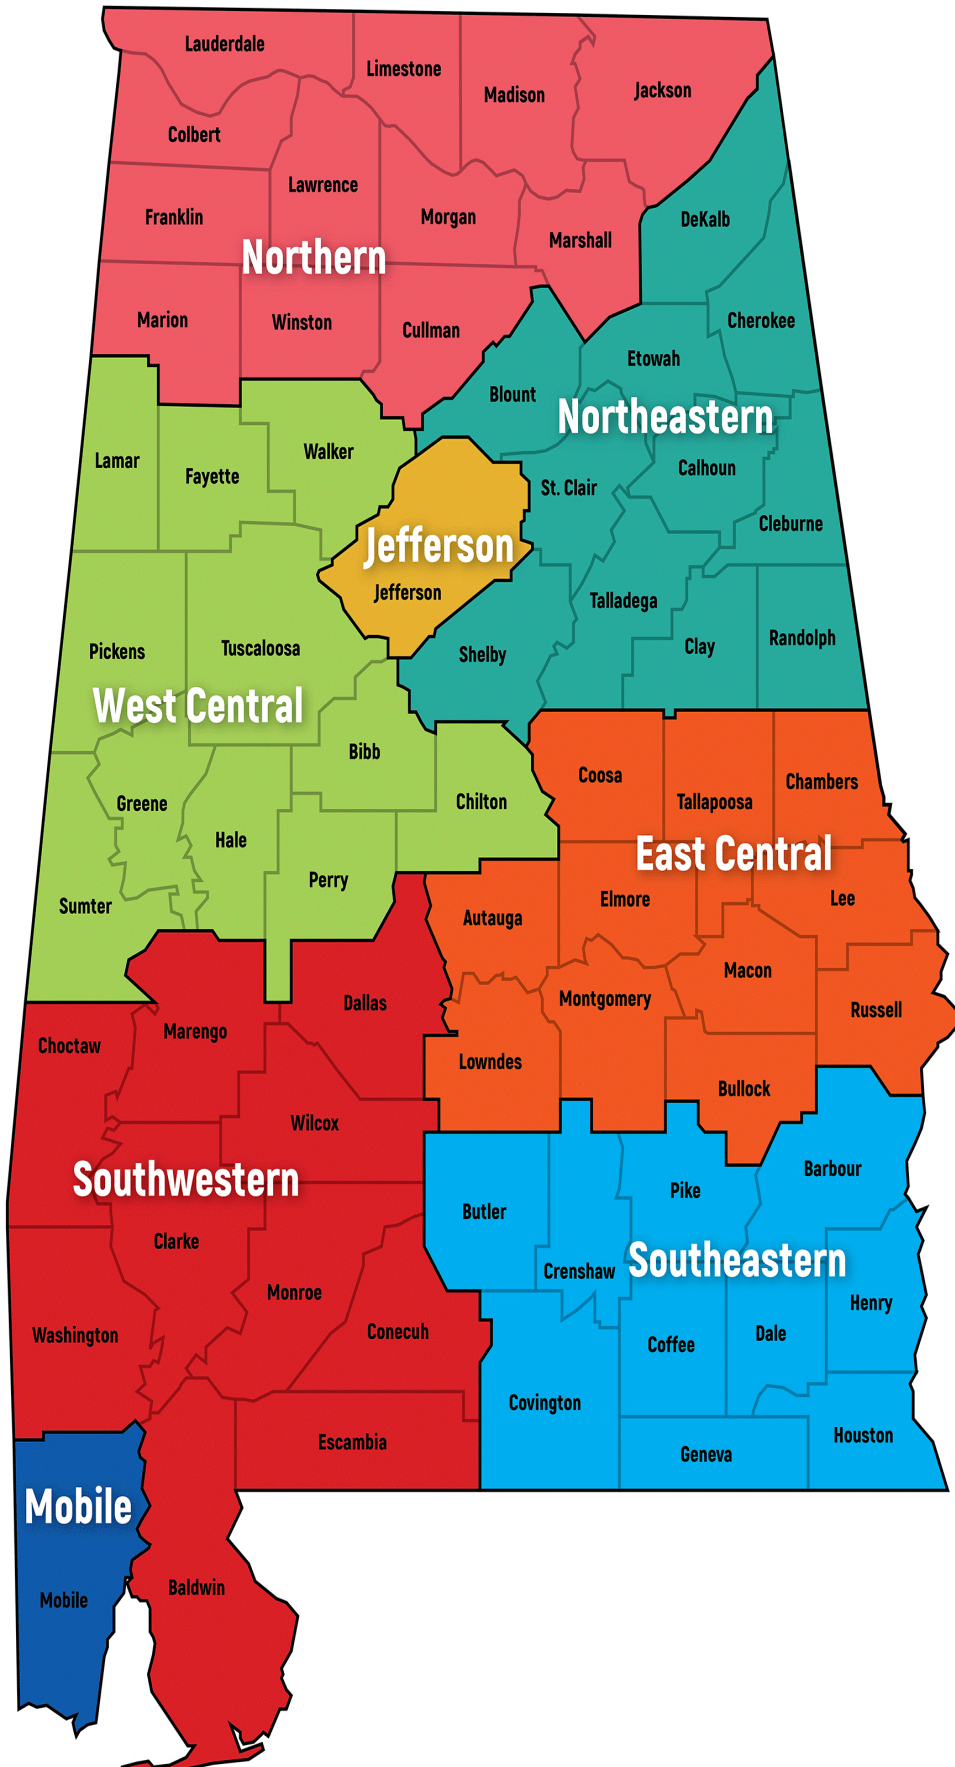 Lauderdale
Limestone
Madison
Jackson
Colbert
Lawrence
Franklin
Morgan
Marshall
DeKalb
Northern
Marion
Winston
Cullman
Cherokee
Etowah
Blount
Northeastern
Walker
Lamar
Fayette
Calhoun
St. Clair
Cleburne
Jefferson
Jefferson
Talladega
Randolph
Clay
Pickens
Tuscaloosa
Shelby
West Central
Bibb
Coosa
Chambers
Greene
Chilton
Tallapoosa
Hale
East Central
Perry
Elmore
Lee
Sumter
Autauga
Macon
Dallas
Montgomery
Russell
Marengo
Choctaw
Lowndes
Bullock
Wilcox
Southwestern
Barbour
Pike
Butler
Clarke
Southeastern
Crenshaw
Monroe
Henry
Washington
Conecuh
Dale
Coffee
Covington
Houston
Escambia
Geneva
Mobile
Baldwin
Mobile